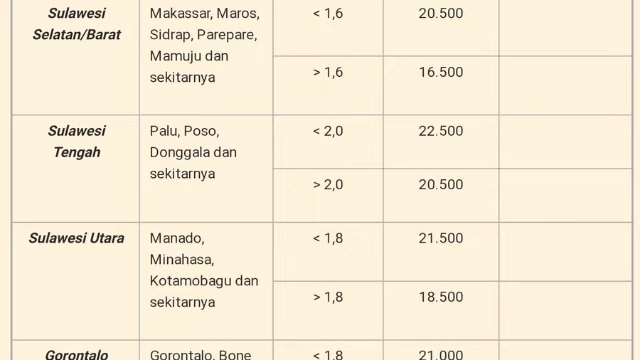 Sulawesi
Selatan/Barat
Makassar, Maros,
Sidrap, Parepare,
Mamuju dan
sekitarnya
< 1,6
20.500
> 1,6
16.500
Sulawesi
Tengah
Palu, Poso,
Donggala dan
sekitarnya
< 2,0
22.500
> 2,0
20.500
Sulawesi Utara
Manado,
Minahasa,
Kotamobagu dan
sekitarnya
< 1,8
21.500
> 1,8
18.500
Gorontalo
Gorontalo, Bone
< 1,8
21.000